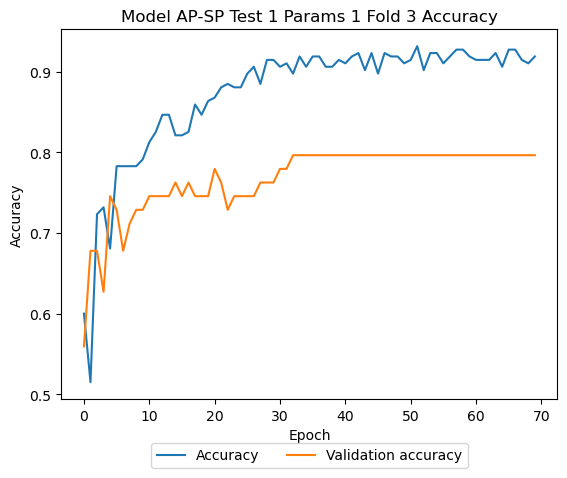 Model AP-SP Test 1 Params 1 Fold 3 Accuracy
Accuracy
0.9
0.8
0.7
0.6
0.5
0 10 20 30 40 50 60 70
Epoch
Accuracy Validation accuracy